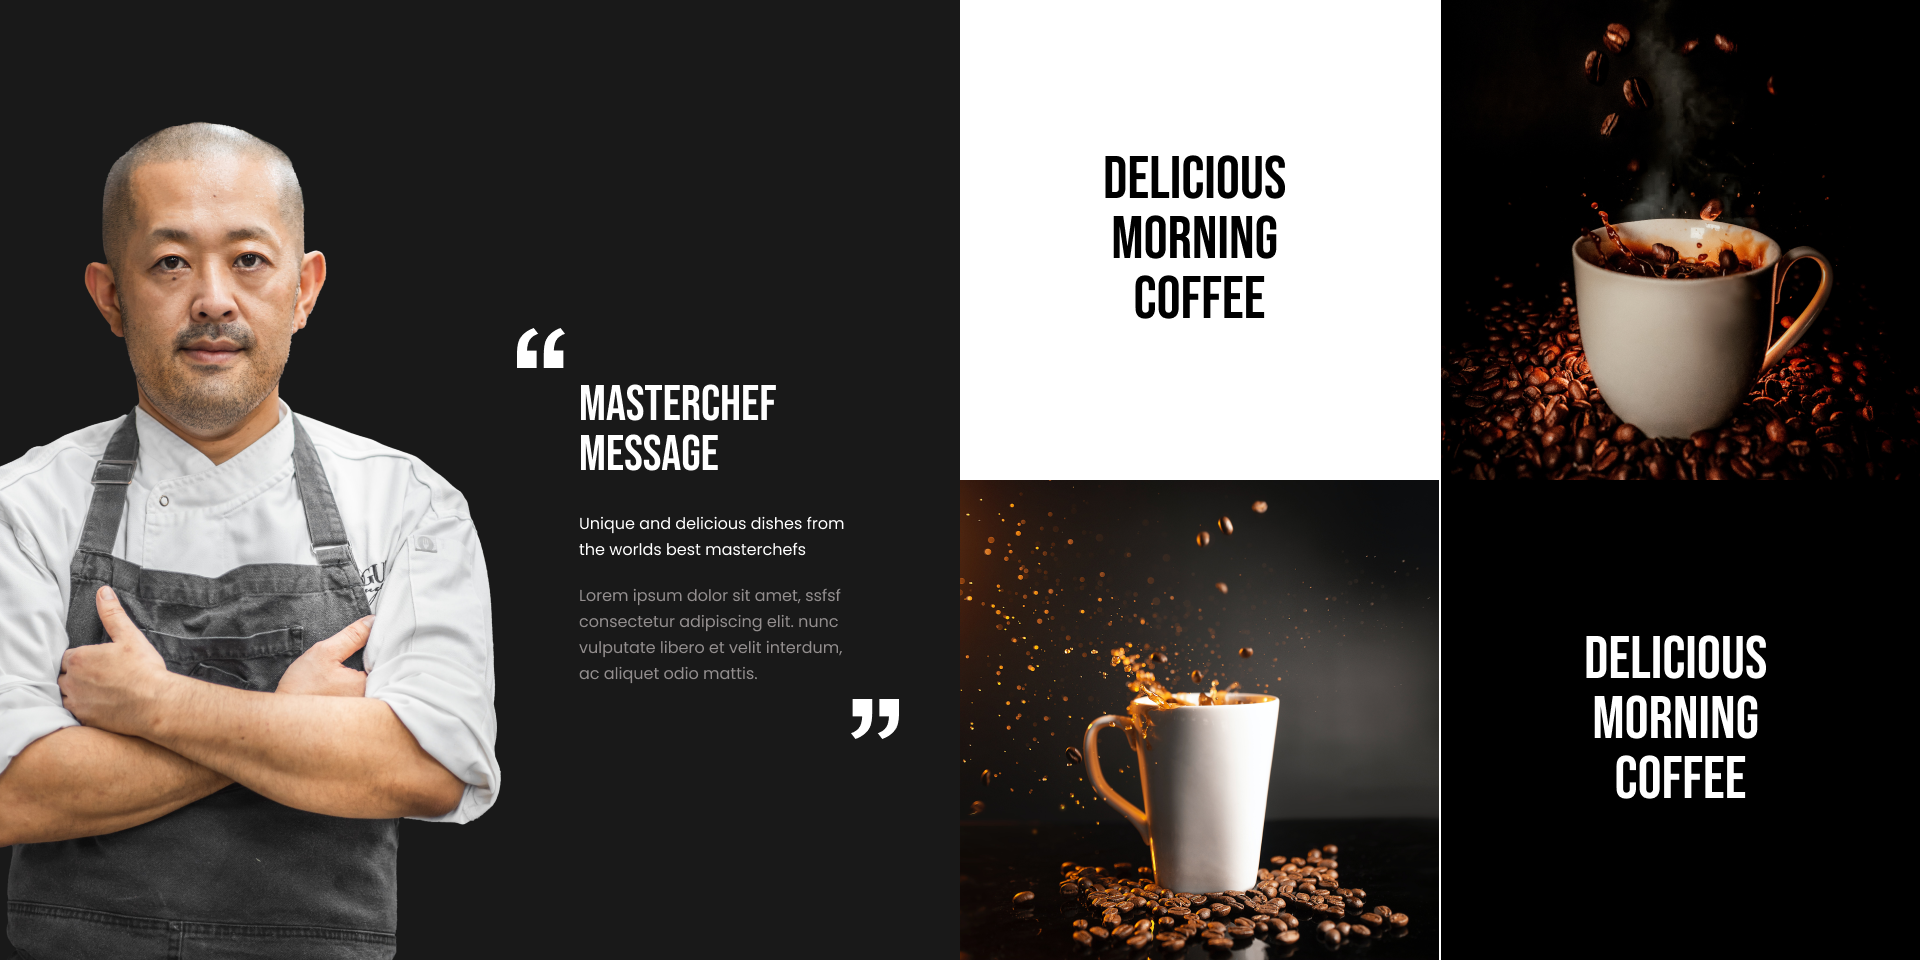 “
MASTERCHEF
MESSAGE
Unique and delicious dishes from
the worlds best masterchefs
Lorem ipsum dolor sit amet, ssfsf
consectetur adipiscing elit. nunc
vulputate libero et velit interdum,
ac aliquet odio mattis.
”
DELICIOUS
MORNING
COFFEE
DELICIOUS
MORNING
COFFEE